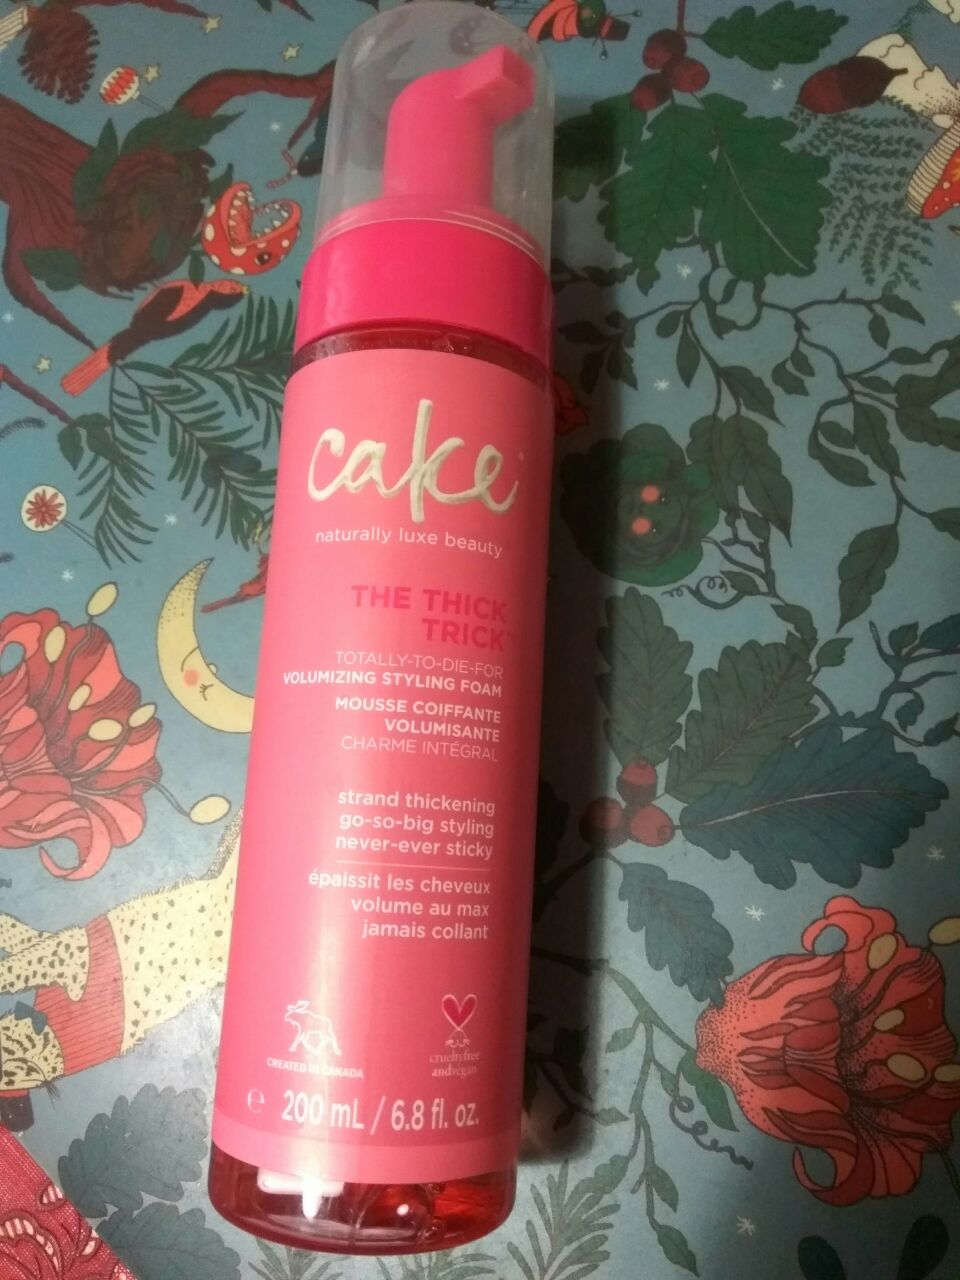 cake
naturally luxe beauty
THE THICK
TRICK™
TOTALLY-TO-DIE-FOR
VOLUMIZING STYLING FOAM
MOUSSE COIFFANTE
VOLUMISANTE
CHARME INTÉGRAL
strand thickening
go-so-big styling
never-ever sticky
épaissit les cheveux
volume au max
jamais collant
CREATED IN CANADA
crueltyfree
andvegan
e 200 mL / 6.8 fl. oz.